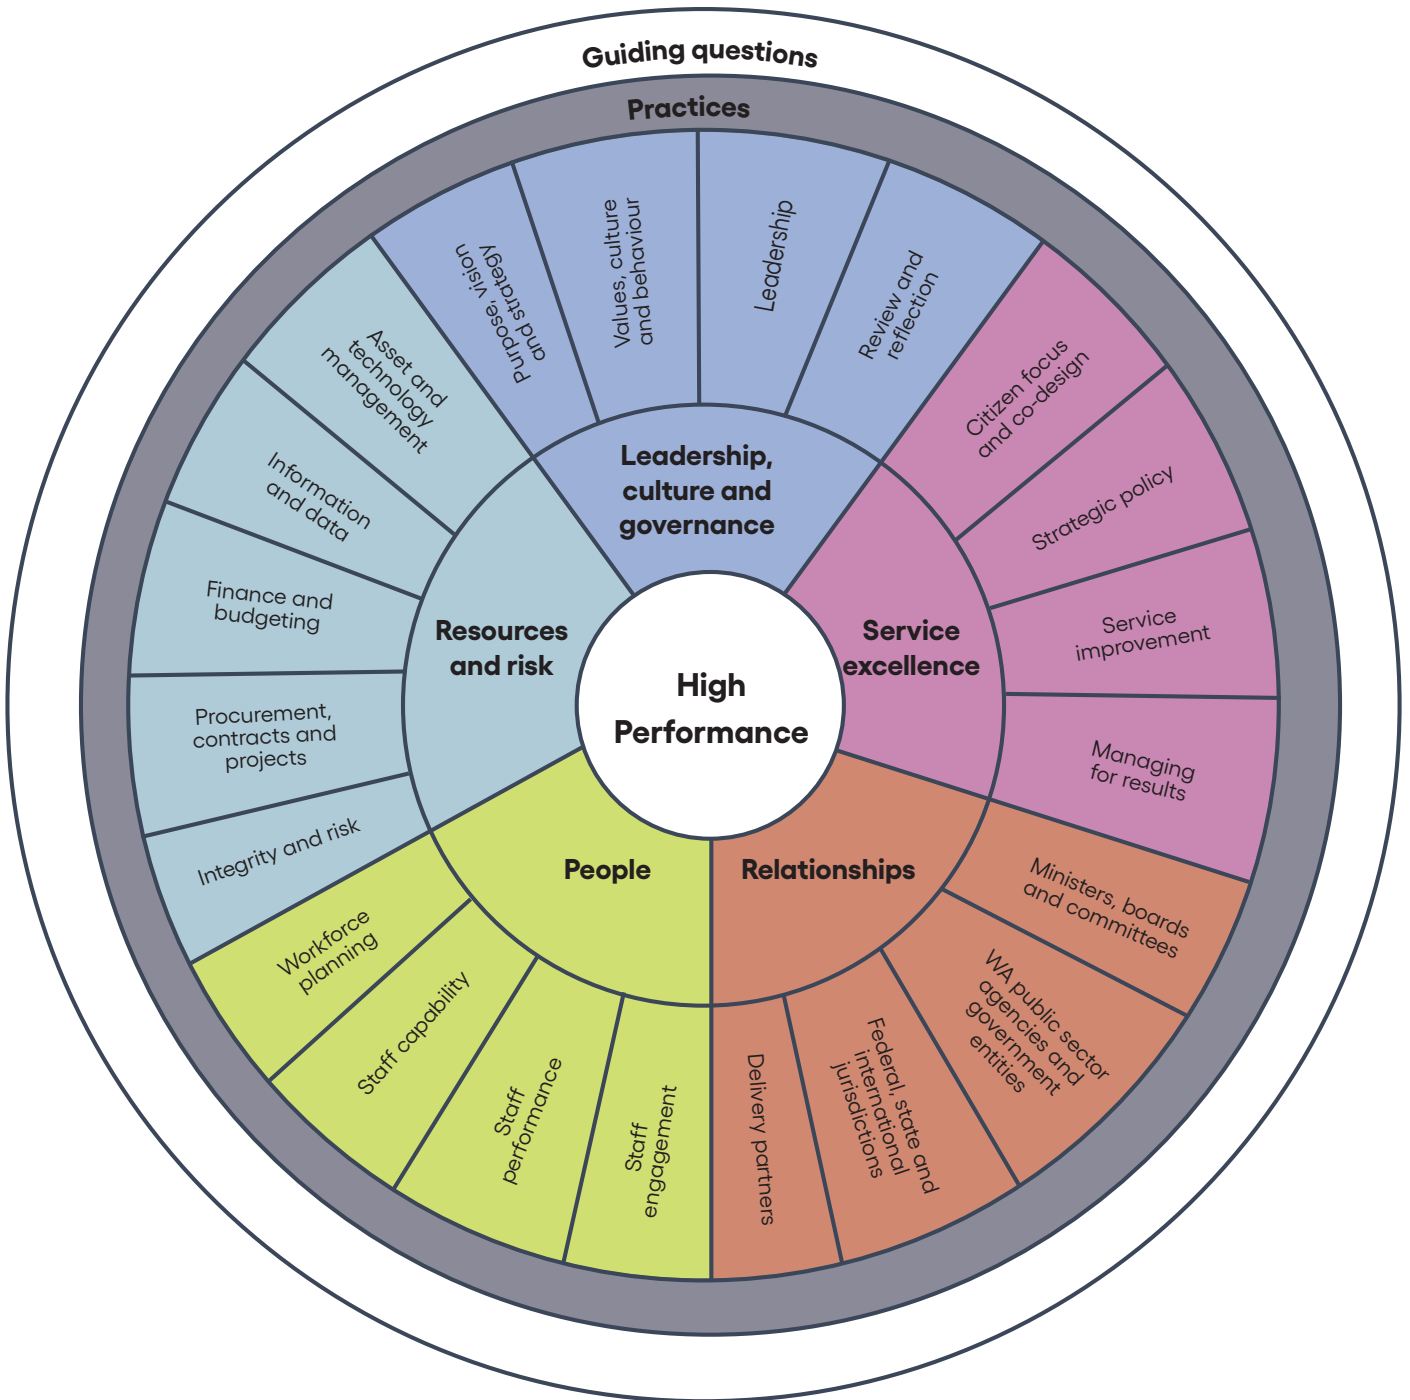 Guiding questions
Practices
Purpose, vision
and strategy
Values, culture
and behaviour
Leadership
Review and
reflection
Leadership,
culture and
governance
Citizen focus
and co-design
Strategic policy
Service
improvement
Managing
for results
Service
excellence
Ministers, boards
and committees
WA public sector
agencies and
government
entities
Federal, state and
international
jurisdictions
Delivery partners
Relationships
Staff
engagement
Staff
performance
Staff capability
Workforce
planning
People
Integrity and risk
Procurement,
contracts and
projects
Finance and
budgeting
Information
and data
Asset and
technology
management
Resources
and risk
High
Performance